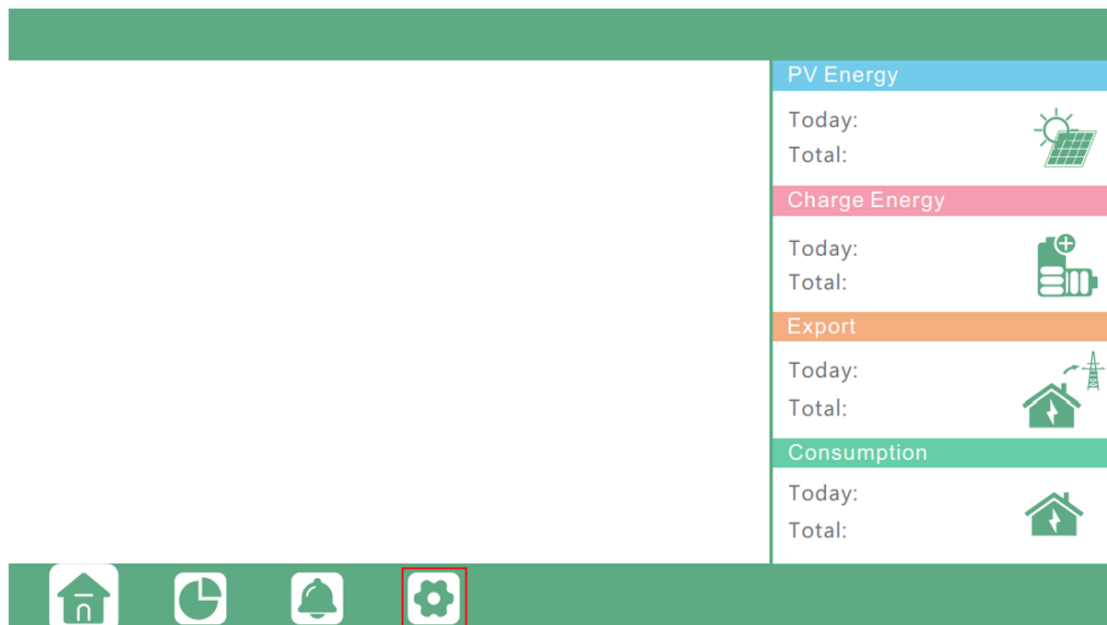 PV Energy
Today:
Total:
Charge Energy
Today:
Total:
Export
Today:
Total:
Consumption
Today:
Total: